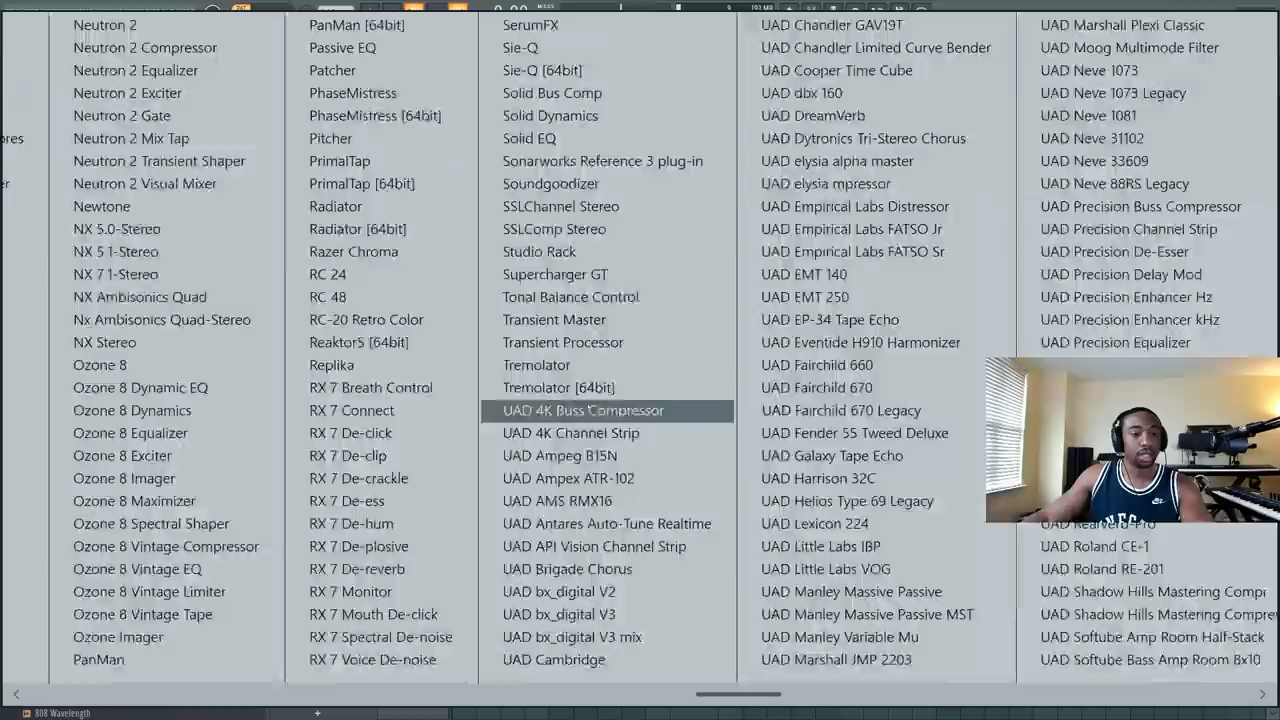 ores
er
Neutron 2
Neutron 2 Compressor
Neutron 2 Equalizer
Neutron 2 Exciter
Neutron 2 Gate
Neutron 2 Mix Tap
Neutron 2 Transient Shaper
Neutron 2 Visual Mixer
Newtone
NX 5.0-Stereo
NX 5 1-Stereo
NX 7 1-Stereo
NX Ambisonics Quad
Nx Ambisonics Quad-Stereo
NX Stereo
Ozone 8
Ozone 8 Dynamic EQ
Ozone 8 Dynamics
Ozone 8 Equalizer
Ozone 8 Exciter
Ozone 8 Imager
Ozone 8 Maximizer
Ozone 8 Spectral Shaper
Ozone 8 Vintage Compressor
Ozone 8 Vintage EQ
Ozone 8 Vintage Limiter
Ozone 8 Vintage Tape
Ozone Imager
PanMan
PanMan [64bit]
Passive EQ
Patcher
PhaseMistress
PhaseMistress [64bit]
Pitcher
PrimalTap
PrimalTap [64bit]
Radiator
Radiator [64bit]
Razer Chroma
RC 24
RC 48
RC-20 Retro Color
Reaktor5 [64bit]
Replika
RX 7 Breath Control
RX 7 Connect
RX 7 De-click
RX 7 De-clip
RX 7 De-crackle
RX 7 De-ess
RX 7 De-hum
RX 7 De-plosive
RX 7 De-reverb
RX 7 Monitor
RX 7 Mouth De-click
RX 7 Spectral De-noise
RX 7 Voice De-noise
SerumFX
Sie-Q
Sie-Q [64bit]
Solid Bus Comp
Solid Dynamics
Solid EQ
Sonarworks Reference 3 plug-in
Soundgoodizer
SSLChannel Stereo
SSLComp Stereo
Studio Rack
Supercharger GT
Tonal Balance Control
Transient Master
Transient Processor
Tremolator
Tremolator [64bit]
UAD 4K Buss Compressor
UAD 4K Channel Strip
UAD Ampeg B15N
UAD Ampex ATR-102
UAD AMS RMX16
UAD Antares Auto-Tune Realtime
UAD API Vision Channel Strip
UAD Brigade Chorus
UAD bx_digital V2
UAD bx_digital V3
UAD bx_digital V3 mix
UAD Cambridge
UAD Chandler GAV19T
UAD Chandler Limited Curve Bender
UAD Cooper Time Cube
UAD dbx 160
UAD DreamVerb
UAD Dytronics Tri-Stereo Chorus
UAD elysia alpha master
UAD elysia mpressor
UAD Empirical Labs Distressor
UAD Empirical Labs FATSO Jr
UAD Empirical Labs FATSO Sr
UAD EMT 140
UAD EMT 250
UAD EP-34 Tape Echo
UAD Eventide H910 Harmonizer
UAD Fairchild 660
UAD Fairchild 670
UAD Fairchild 670 Legacy
UAD Fender 55 Tweed Deluxe
UAD Galaxy Tape Echo
UAD Harrison 32C
UAD Helios Type 69 Legacy
UAD Lexicon 224
UAD Little Labs IBP
UAD Little Labs VOG
UAD Manley Massive Passive
UAD Manley Massive Passive MST
UAD Manley Variable Mu
UAD Marshall JMP 2203
UAD Marshall Plexi Classic
UAD Moog Multimode Filter
UAD Neve 1073
UAD Neve 1073 Legacy
UAD Neve 1081
UAD Neve 31102
UAD Neve 33609
UAD Neve 88RS Legacy
UAD Precision Buss Compressor
UAD Precision Channel Strip
UAD Precision De-Esser
UAD Precision Delay Mod
UAD Precision Enhancer Hz
UAD Precision Enhancer kHz
UAD Precision Equalizer
UAD RealVerb-Pro
UAD Roland CE-1
UAD Roland RE-201
UAD Shadow Hills Mastering Compr
UAD Shadow Hills Mastering Compre
UAD Softube Amp Room Half-Stack
UAD Softube Bass Amp Room 8x10
808 Wavelength